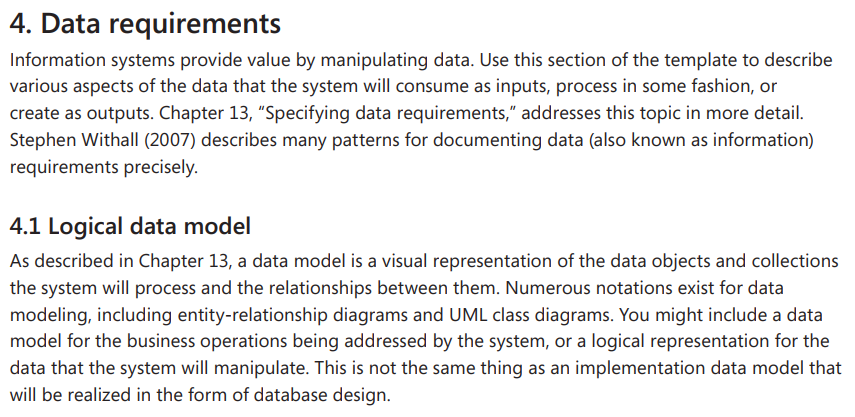 4. Data requirements
Information systems provide value by manipulating data. Use this section of the template to describe
various aspects of the data that the system will consume as inputs, process in some fashion, or
create as outputs. Chapter 13, “Specifying data requirements,” addresses this topic in more detail.
Stephen Withall (2007) describes many patterns for documenting data (also known as information)
requirements precisely.
4.1 Logical data model
As described in Chapter 13, a data model is a visual representation of the data objects and collections
the system will process and the relationships between them. Numerous notations exist for data
modeling, including entity-relationship diagrams and UML class diagrams. You might include a data
model for the business operations being addressed by the system, or a logical representation for the
data that the system will manipulate. This is not the same thing as an implementation data model that
will be realized in the form of database design.